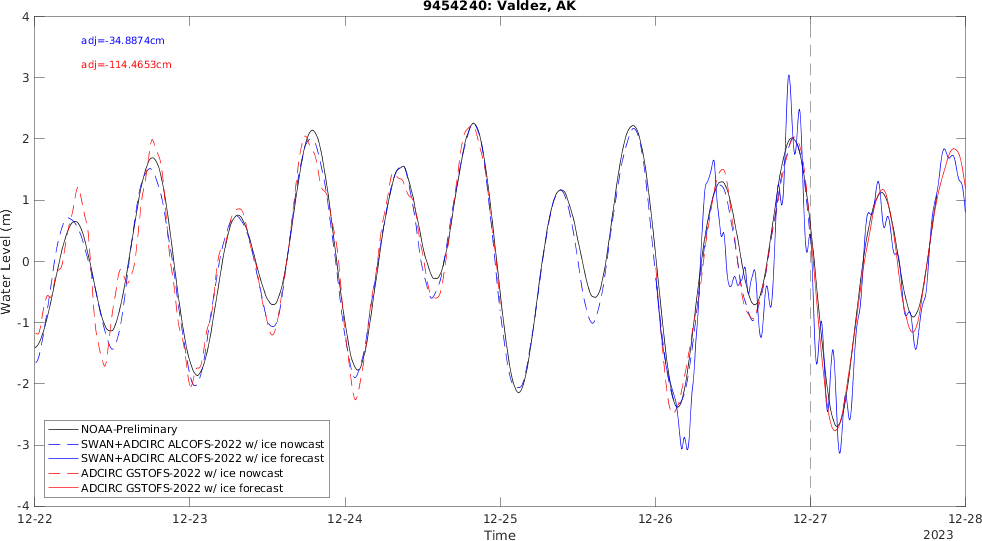 9454240: Valdez, AK
adj=-34.8874cm
adj=-114.4653cm
Water Level (m)
4
3
2
1
0
-1
-2
-3
-4
NOAA-Preliminary
SWAN+ADCIRC ALCOFS-2022 w/ ice nowcast
SWAN+ADCIRC ALCOFS-2022 w/ ice forecast
ADCIRC GSTOFS-2022 w/ ice nowcast
ADCIRC GSTOFS-2022 w/ ice forecast
12-22 12-23 12-24 12-25 12-26 12-27 12-28
Time
2023